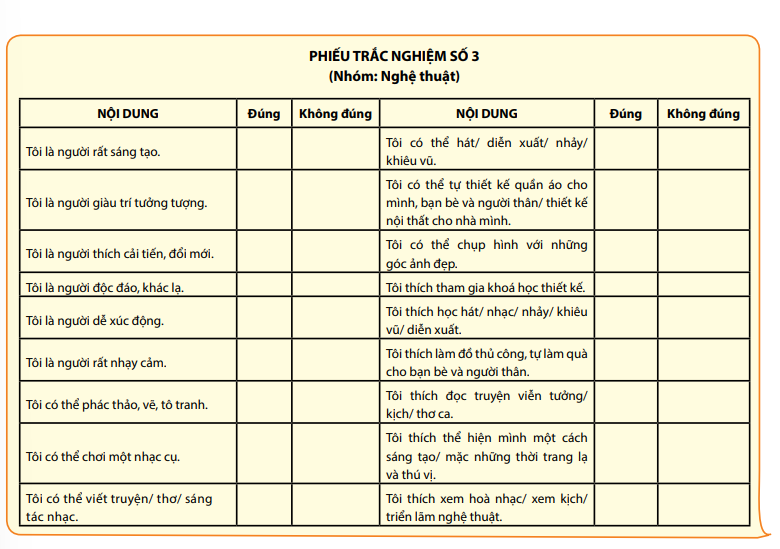 PHIẾU TRẮC NGHIỆM SỐ 3
(Nhóm: Nghệ thuật)
NỘI DUNG Đúng Không đúng NỘI DUNG Đúng Không đúng
Tôi là người rất sáng tạo.
Tôi có thể hát/ diễn xuất/ nhảy/
khiêu vũ.
Tôi là người giàu trí tưởng tượng.
Tôi có thể tự thiết kế quần áo cho
mình, bạn bè và người thân/ thiết kế
nội thất cho nhà mình.
Tôi là người thích cải tiến, đổi mới.
Tôi có thể chụp hình với những
góc ảnh đẹp.
Tôi là người độc đáo, khác lạ.
Tôi thích tham gia khoá học thiết kế.
Tôi là người dễ xúc động.
Tôi thích học hát/ nhạc/ nhảy/ khiêu
vũ/ diễn xuất.
Tôi là người rất nhạy cảm.
Tôi thích làm đồ thủ công, tự làm quà
cho bạn bè và người thân.
Tôi có thể phác thảo, vẽ, tô tranh.
Tôi thích đọc truyện viễn tưởng/
kịch/ thơ ca.
Tôi có thể chơi một nhạc cụ.
Tôi thích thể hiện mình một cách
sáng tạo/ mặc những thời trang lạ
và thú vị.
Tôi có thể viết truyện/ thơ/ sáng
tác nhạc.
Tôi thích xem hoà nhạc/ xem kịch/
triển lãm nghệ thuật.